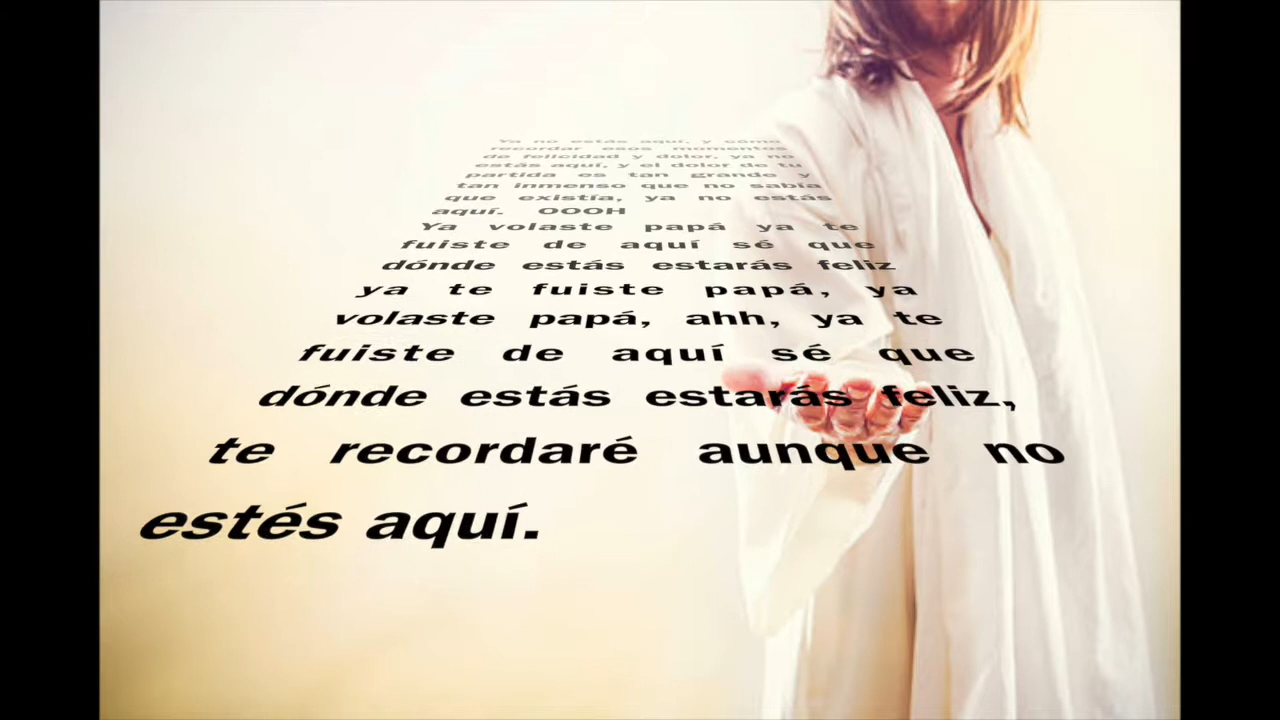 Ya no estás aquí, y cómo
recordar esos momentos
de felicidad y dolor, ya no
estás aquí, y el dolor de tu
partida es tan grande y
tan inmenso que no sabía
que existía, ya no estás
aquí. OOOH
Ya volaste papá ya te
fuiste de aquí sé que
dónde estás estarás feliz
ya te fuiste papá, ya
volaste papá, ahh, ya te
fuiste de aquí sé que
dónde estás estarás feliz,
te recordaré aunque no
estés aquí.